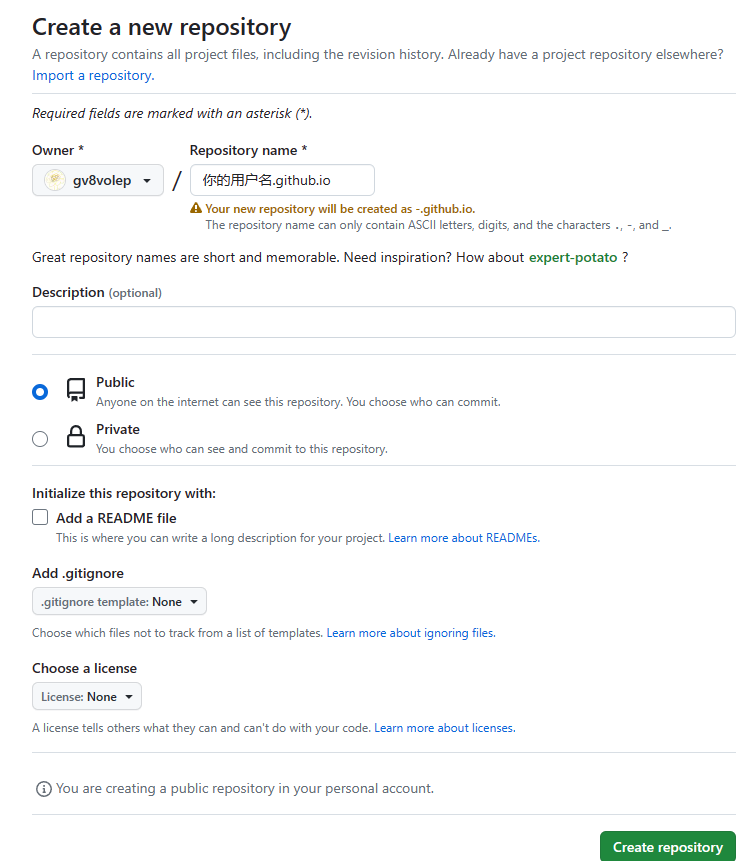 Create a new repository
A repository contains all project files, including the revision history. Already have a project repository elsewhere?
Import a repository.
Required fields are marked with an asterisk (*).
Owner * Repository name *
gv8volep / 你的用户名.github.io
Your new repository will be created as -.github.io.
The repository name can only contain ASCII letters, digits, and the characters ., -, and _.
Great repository names are short and memorable. Need inspiration? How about expert-potato ?
Description (optional)
Public
Anyone on the internet can see this repository. You choose who can commit.
Private
You choose who can see and commit to this repository.
Initialize this repository with:
Add a README file
This is where you can write a long description for your project. Learn more about READMEs.
Add .gitignore
.gitignore template: None
Choose which files not to track from a list of templates. Learn more about ignoring files.
Choose a license
License: None
A license tells others what they can and can't do with your code. Learn more about licenses.
You are creating a public repository in your personal account.
Create repository